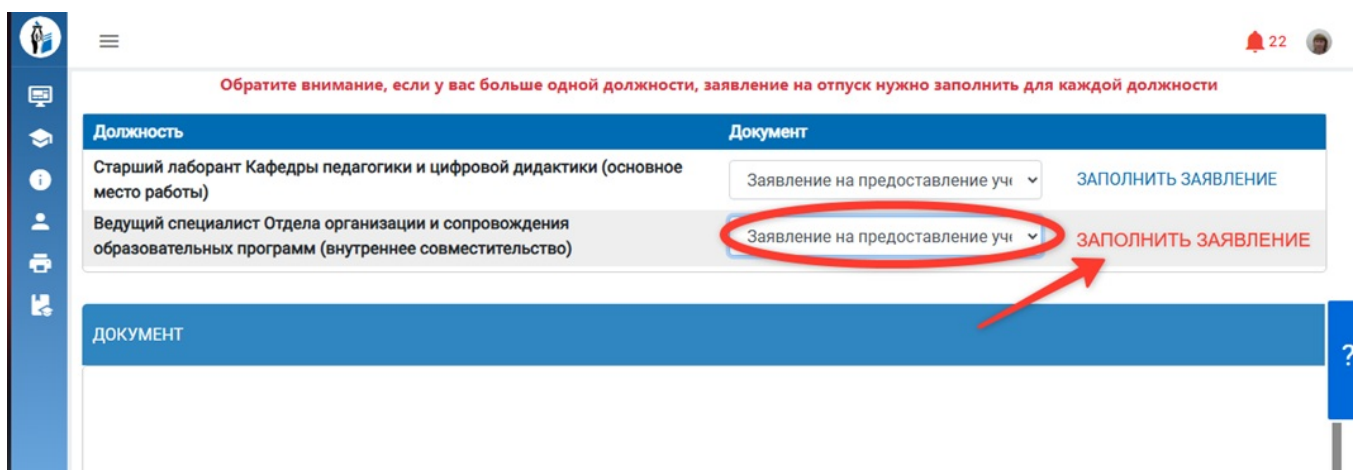 22
Обратите внимание, если у вас больше одной должности, заявление на отпуск нужно заполнить для каждой должности
Должность
Документ
Старший лаборант Кафедры педагогики и цифровой дидактики (основное
место работы)
Заявление на предоставление уч
ЗАПОЛНИТЬ ЗАЯВЛЕНИЕ
Ведущий специалист Отдела организации и сопровождения
образовательных программ (внутреннее совместительство)
Заявление на предоставление уч
ЗАПОЛНИТЬ ЗАЯВЛЕНИЕ
ДОКУМЕНТ
?